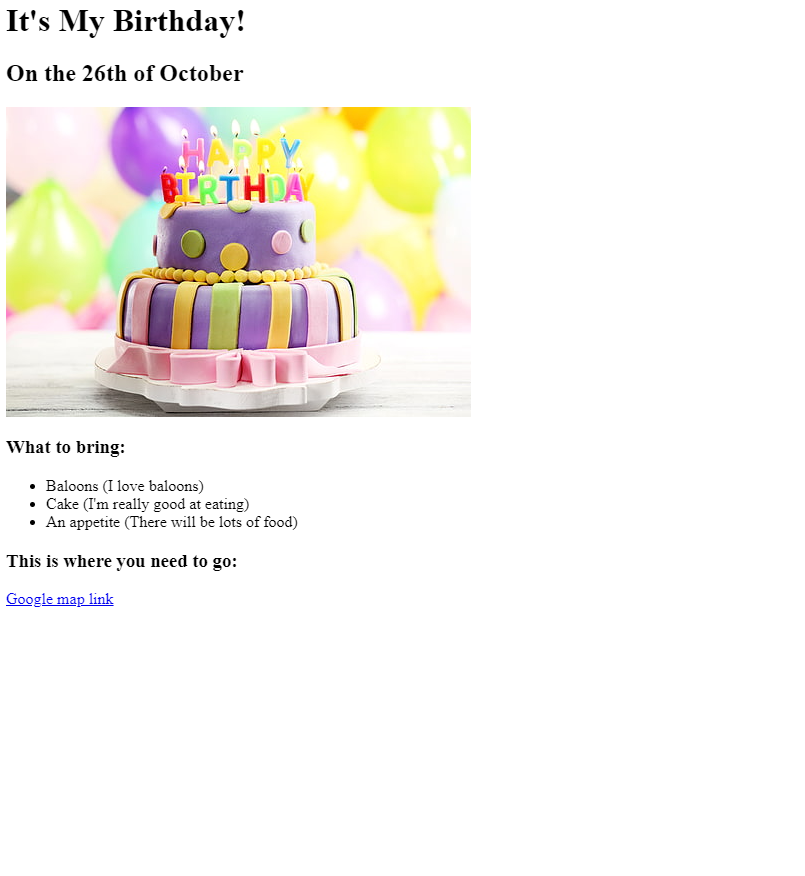 It's My Birthday!
On the 26th of October
HAPPY
BIRTHDAY
What to bring:
Baloons (I love baloons)
Cake (I'm really good at eating)
An appetite (There will be lots of food)
This is where you need to go:
Google map link